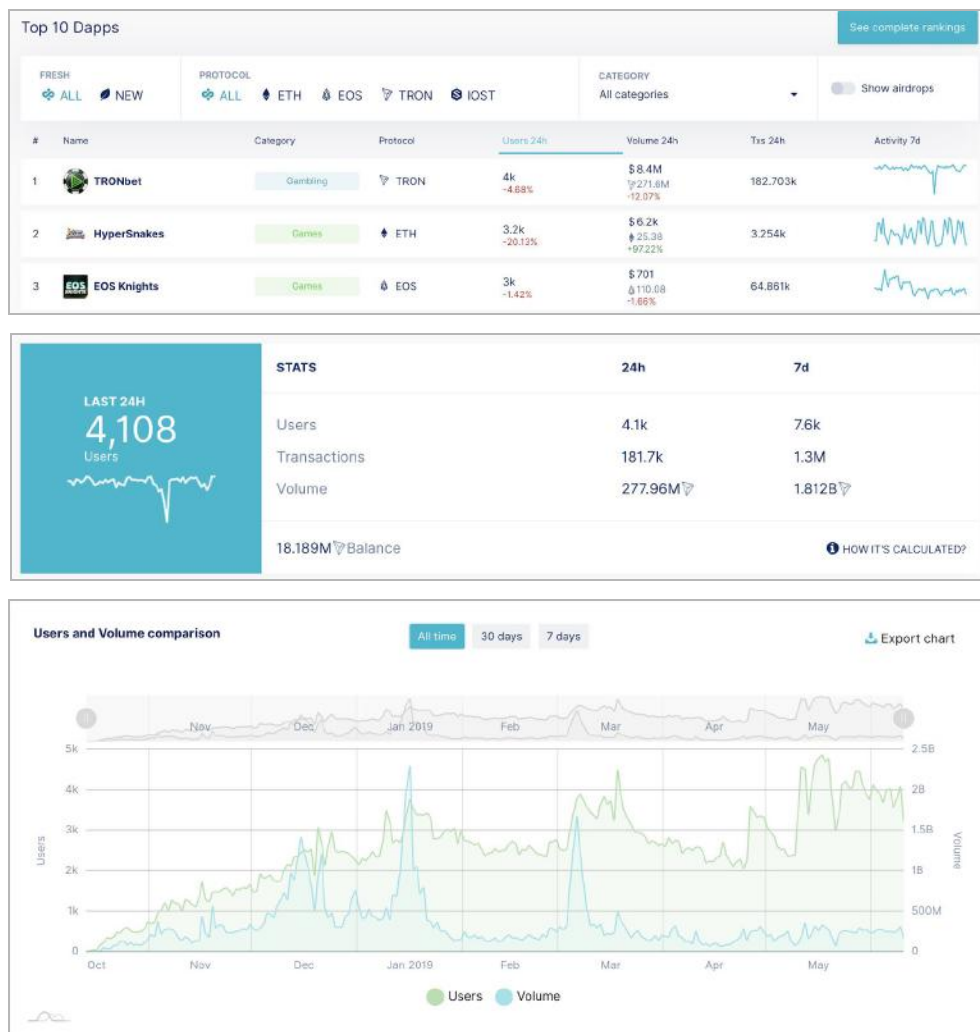 Top 10 Dapps
See complete rankings
FRESH PROTOCOL CATEGORY
ALL NEW ALL ETH EOS TRON IOST All categories Show airdrops
# Name Category Protocol Users 24h Volume 24h Txs 24h Activity 7d
1 TRONbet Gambling TRON 4k -4.68% $8.4M 271.6M -12.07% 182.703k
2 HyperSnakes Games ETH 3.2k -20.13% $6.2k 25.38 +97.22% 3.254k
3 EOS Knights Games EOS 3k -1.42% $701 110.08 -1.66% 64.861k
STATS 24h 7d
LAST 24H
4,108
Users
Users 4.1k 7.6k
Transactions 181.7k 1.3M
Volume 277.96M 1.812B
18.189M Balance HOW IT'S CALCULATED?
Users and Volume comparison All time 30 days 7 days Export chart
Nov Dec Jan 2019 Feb Mar Apr May
5k 2.5B
4k 2B
3k 1.5B
2k 1B
1k 500M
0 0
Users
Volume
Oct Nov Dec Jan 2019 Feb Mar Apr May
Users Volume